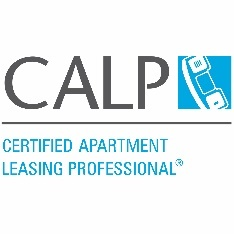 CALP
CERTIFIED APARTMENT
LEASING PROFESSIONAL®